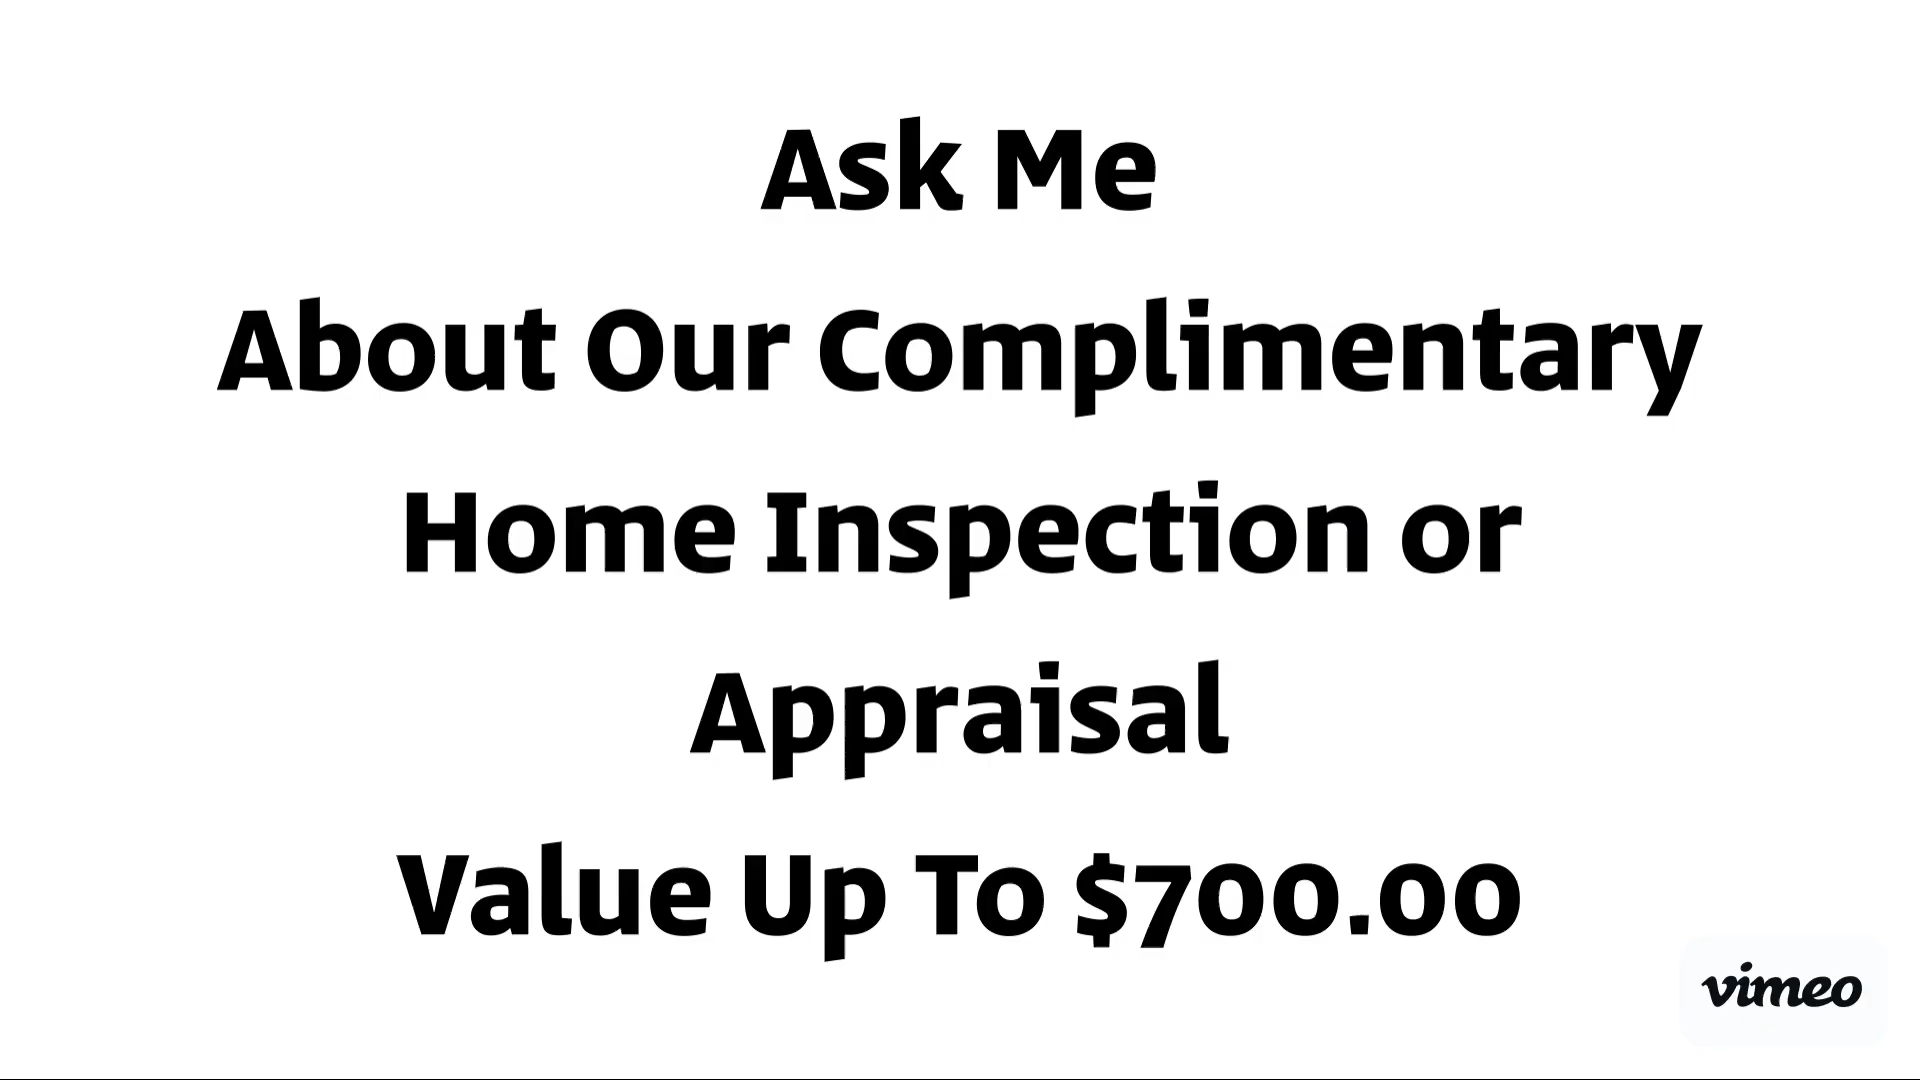 Ask Me
About Our Complimentary
Home Inspection or
Appraisal
Value Up To $700.00
vimeo